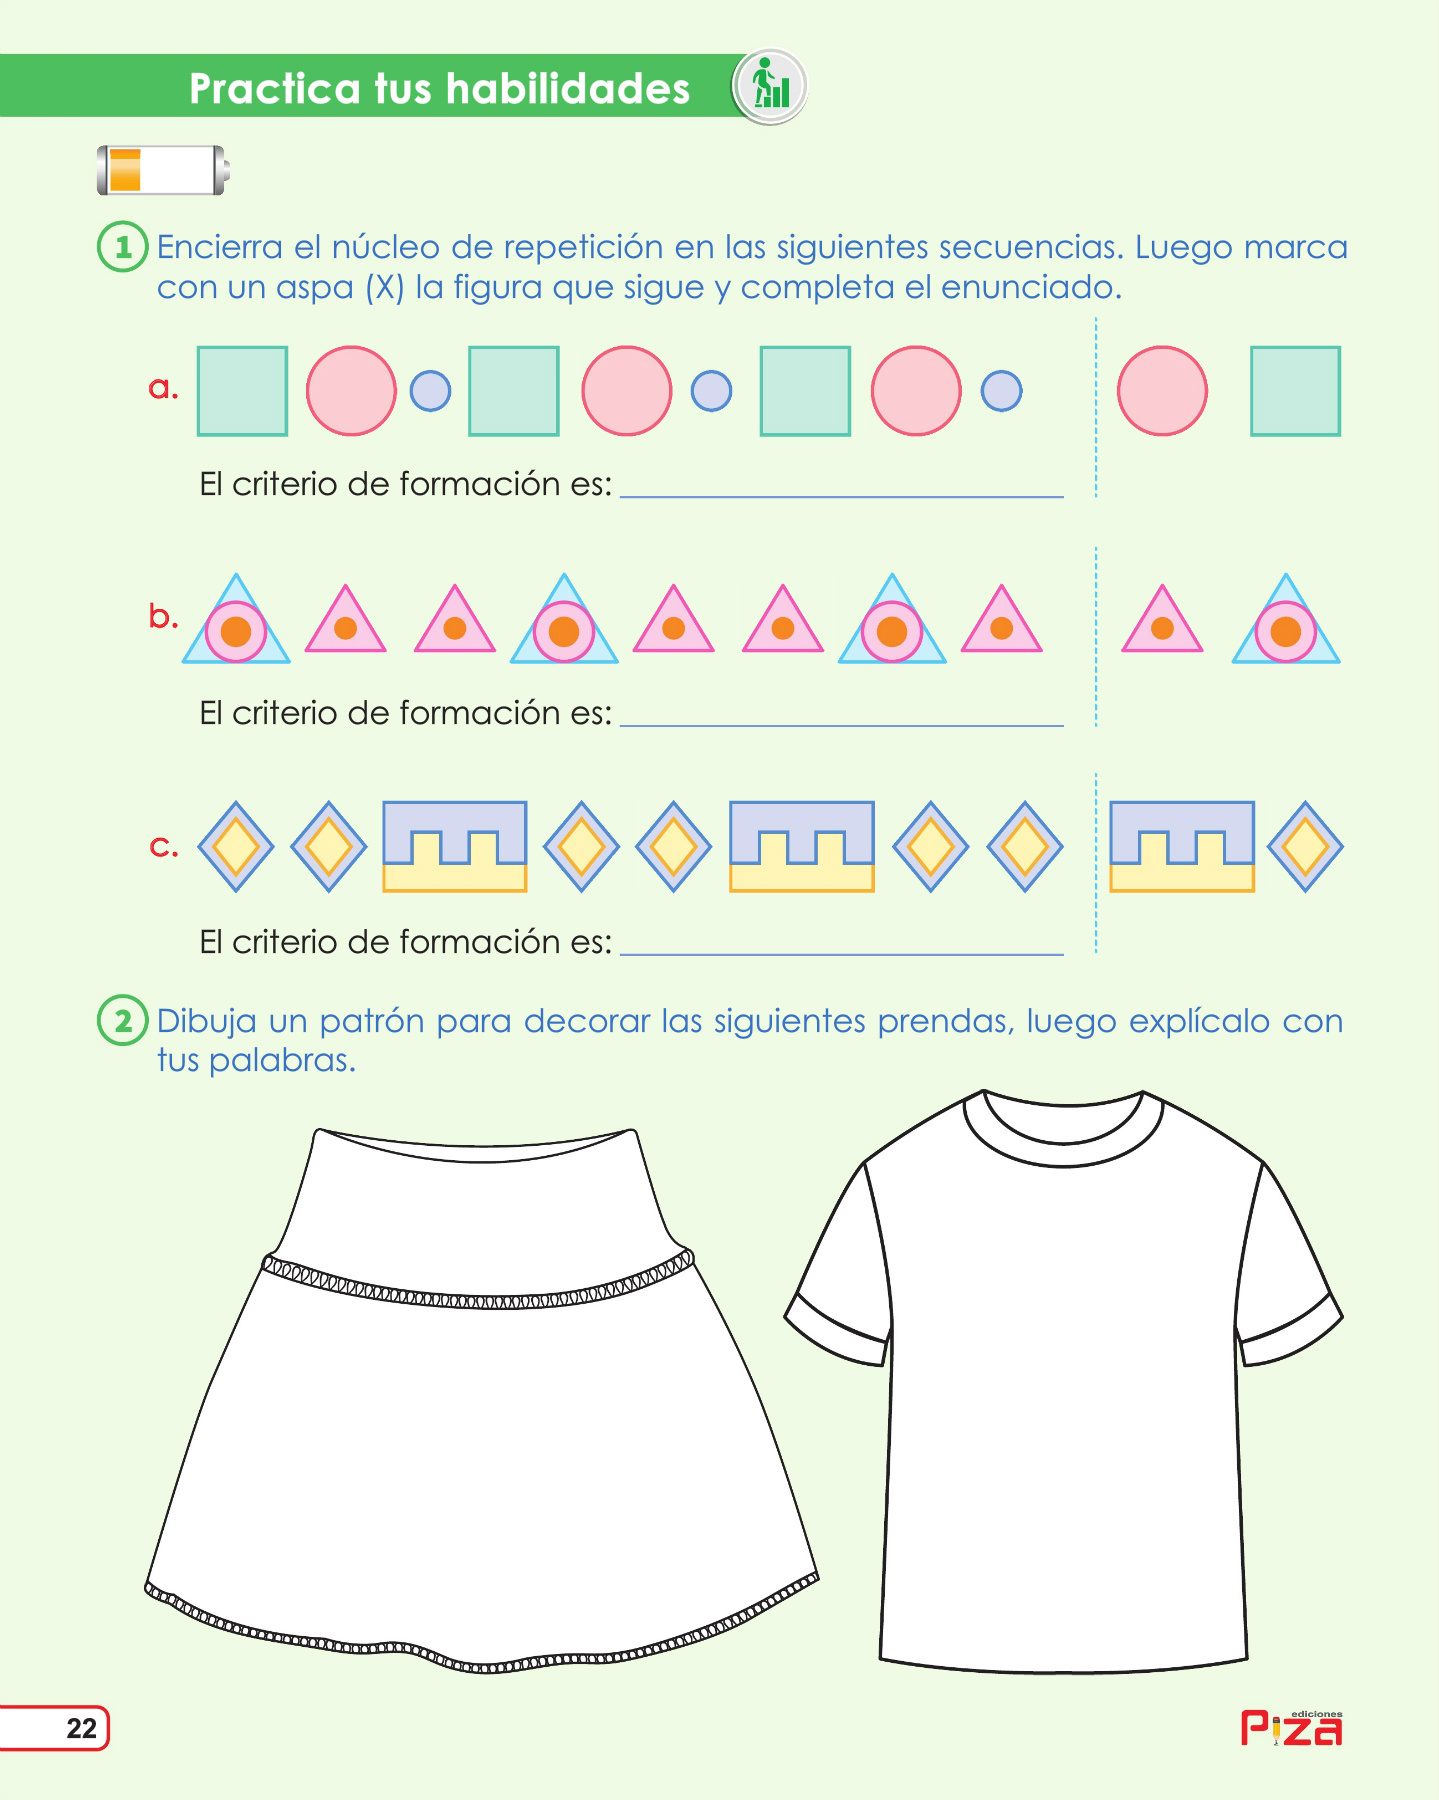 Practica tus habilidades
1 Encierra el núcleo de repetición en las siguientes secuencias. Luego marca
con un aspa (X) la figura que sigue y completa el enunciado.
a.
El criterio de formación es:
b.
El criterio de formación es:
c.
El criterio de formación es:
2 Dibuja un patrón para decorar las siguientes prendas, luego explícalo con
tus palabras.
22
ediciones
Piza